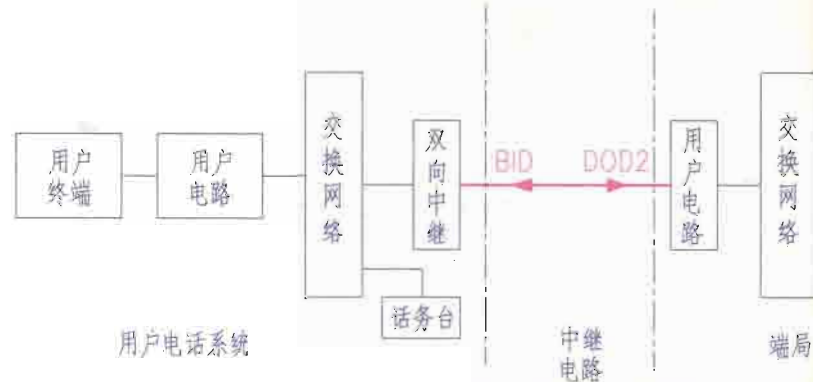 用户
终端
用户
电路
交
换
网
络
双
向
中
继
BID
DOD2
用
户
电
路
交
换
网
络
话务台
用户电话系统
中继
电路
端局